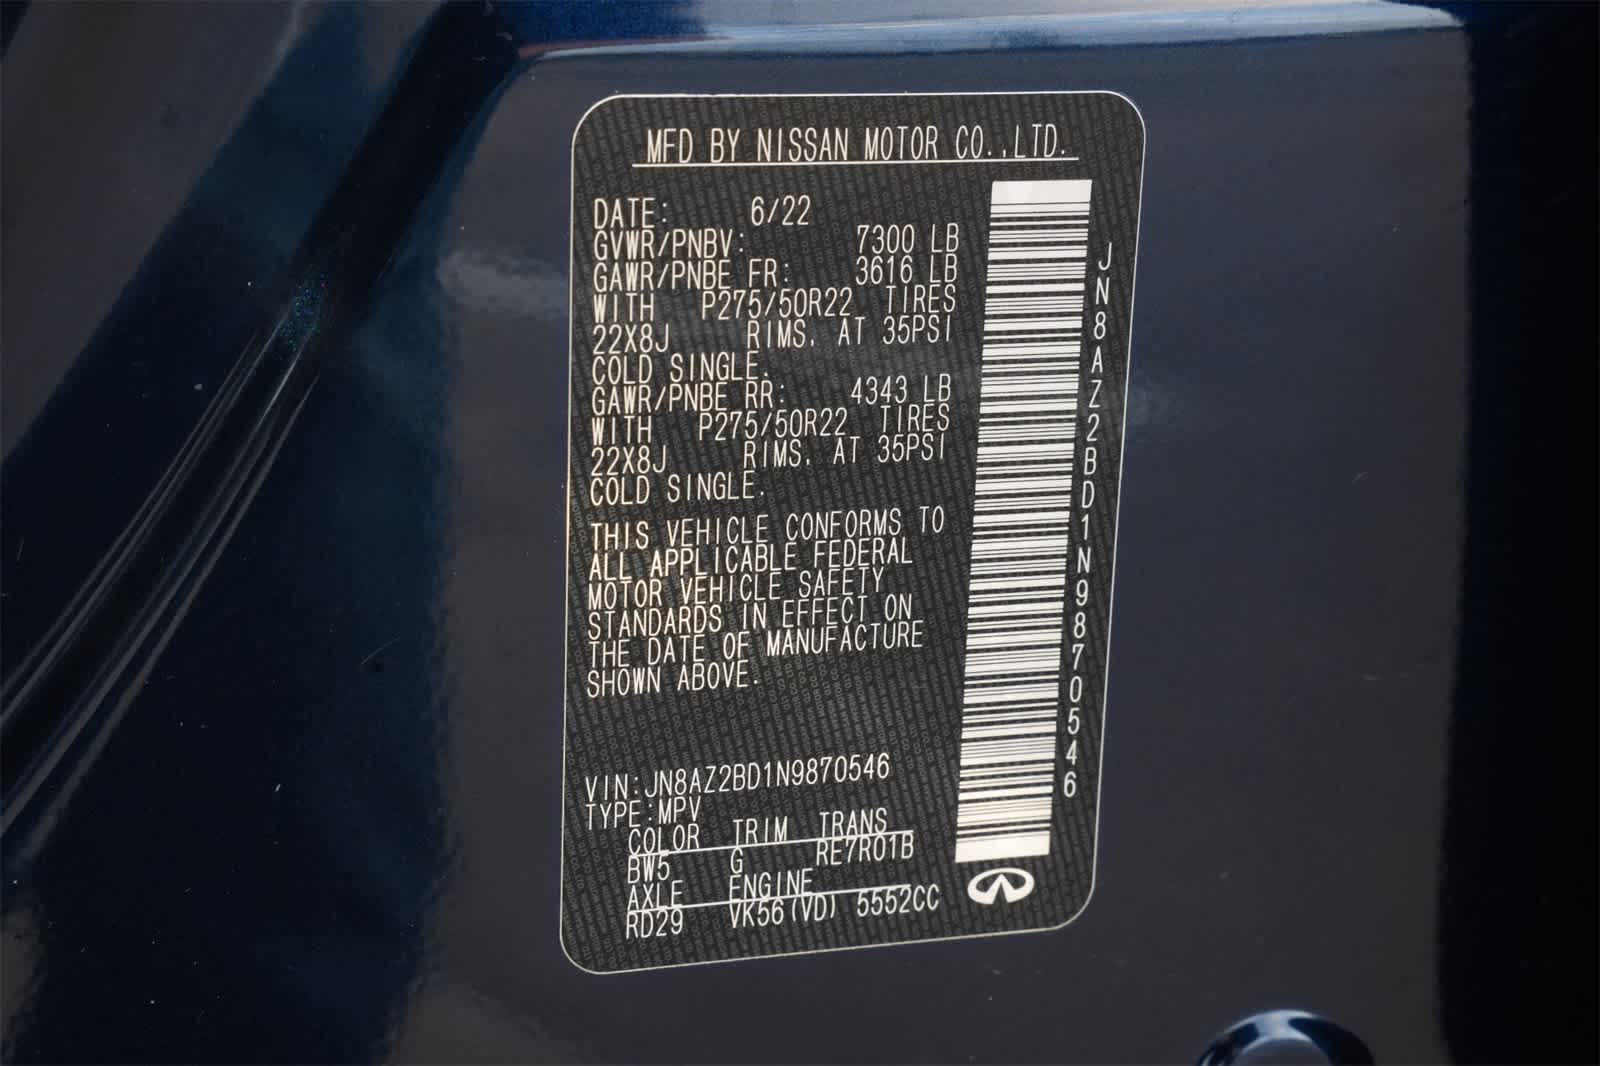 MFD BY NISSAN MOTOR CO.,LTD.
DATE: 6/22
GVWR/PNBV: 7300 LB
GAWR/PNBE FR: 3616 LB
WITH P275/50R22 TIRES
22X8J RIMS, AT 35PSI
COLD SINGLE.
GAWR/PNBE RR: 4343 LB
WITH P275/50R22 TIRES
22X8J RIMS, AT 35PSI
COLD SINGLE.
THIS VEHICLE CONFORMS TO
ALL APPLICABLE FEDERAL
MOTOR VEHICLE SAFETY
STANDARDS IN EFFECT ON
THE DATE OF MANUFACTURE
SHOWN ABOVE.
VIN:JN8AZ2BD1N9870546
TYPE:MPV
COLOR TRIM TRANS
BW5 G RE7R01B
AXLE ENGINE
RD29 VK56(VD) 5552CC
JN8AZ2BD1N9870546